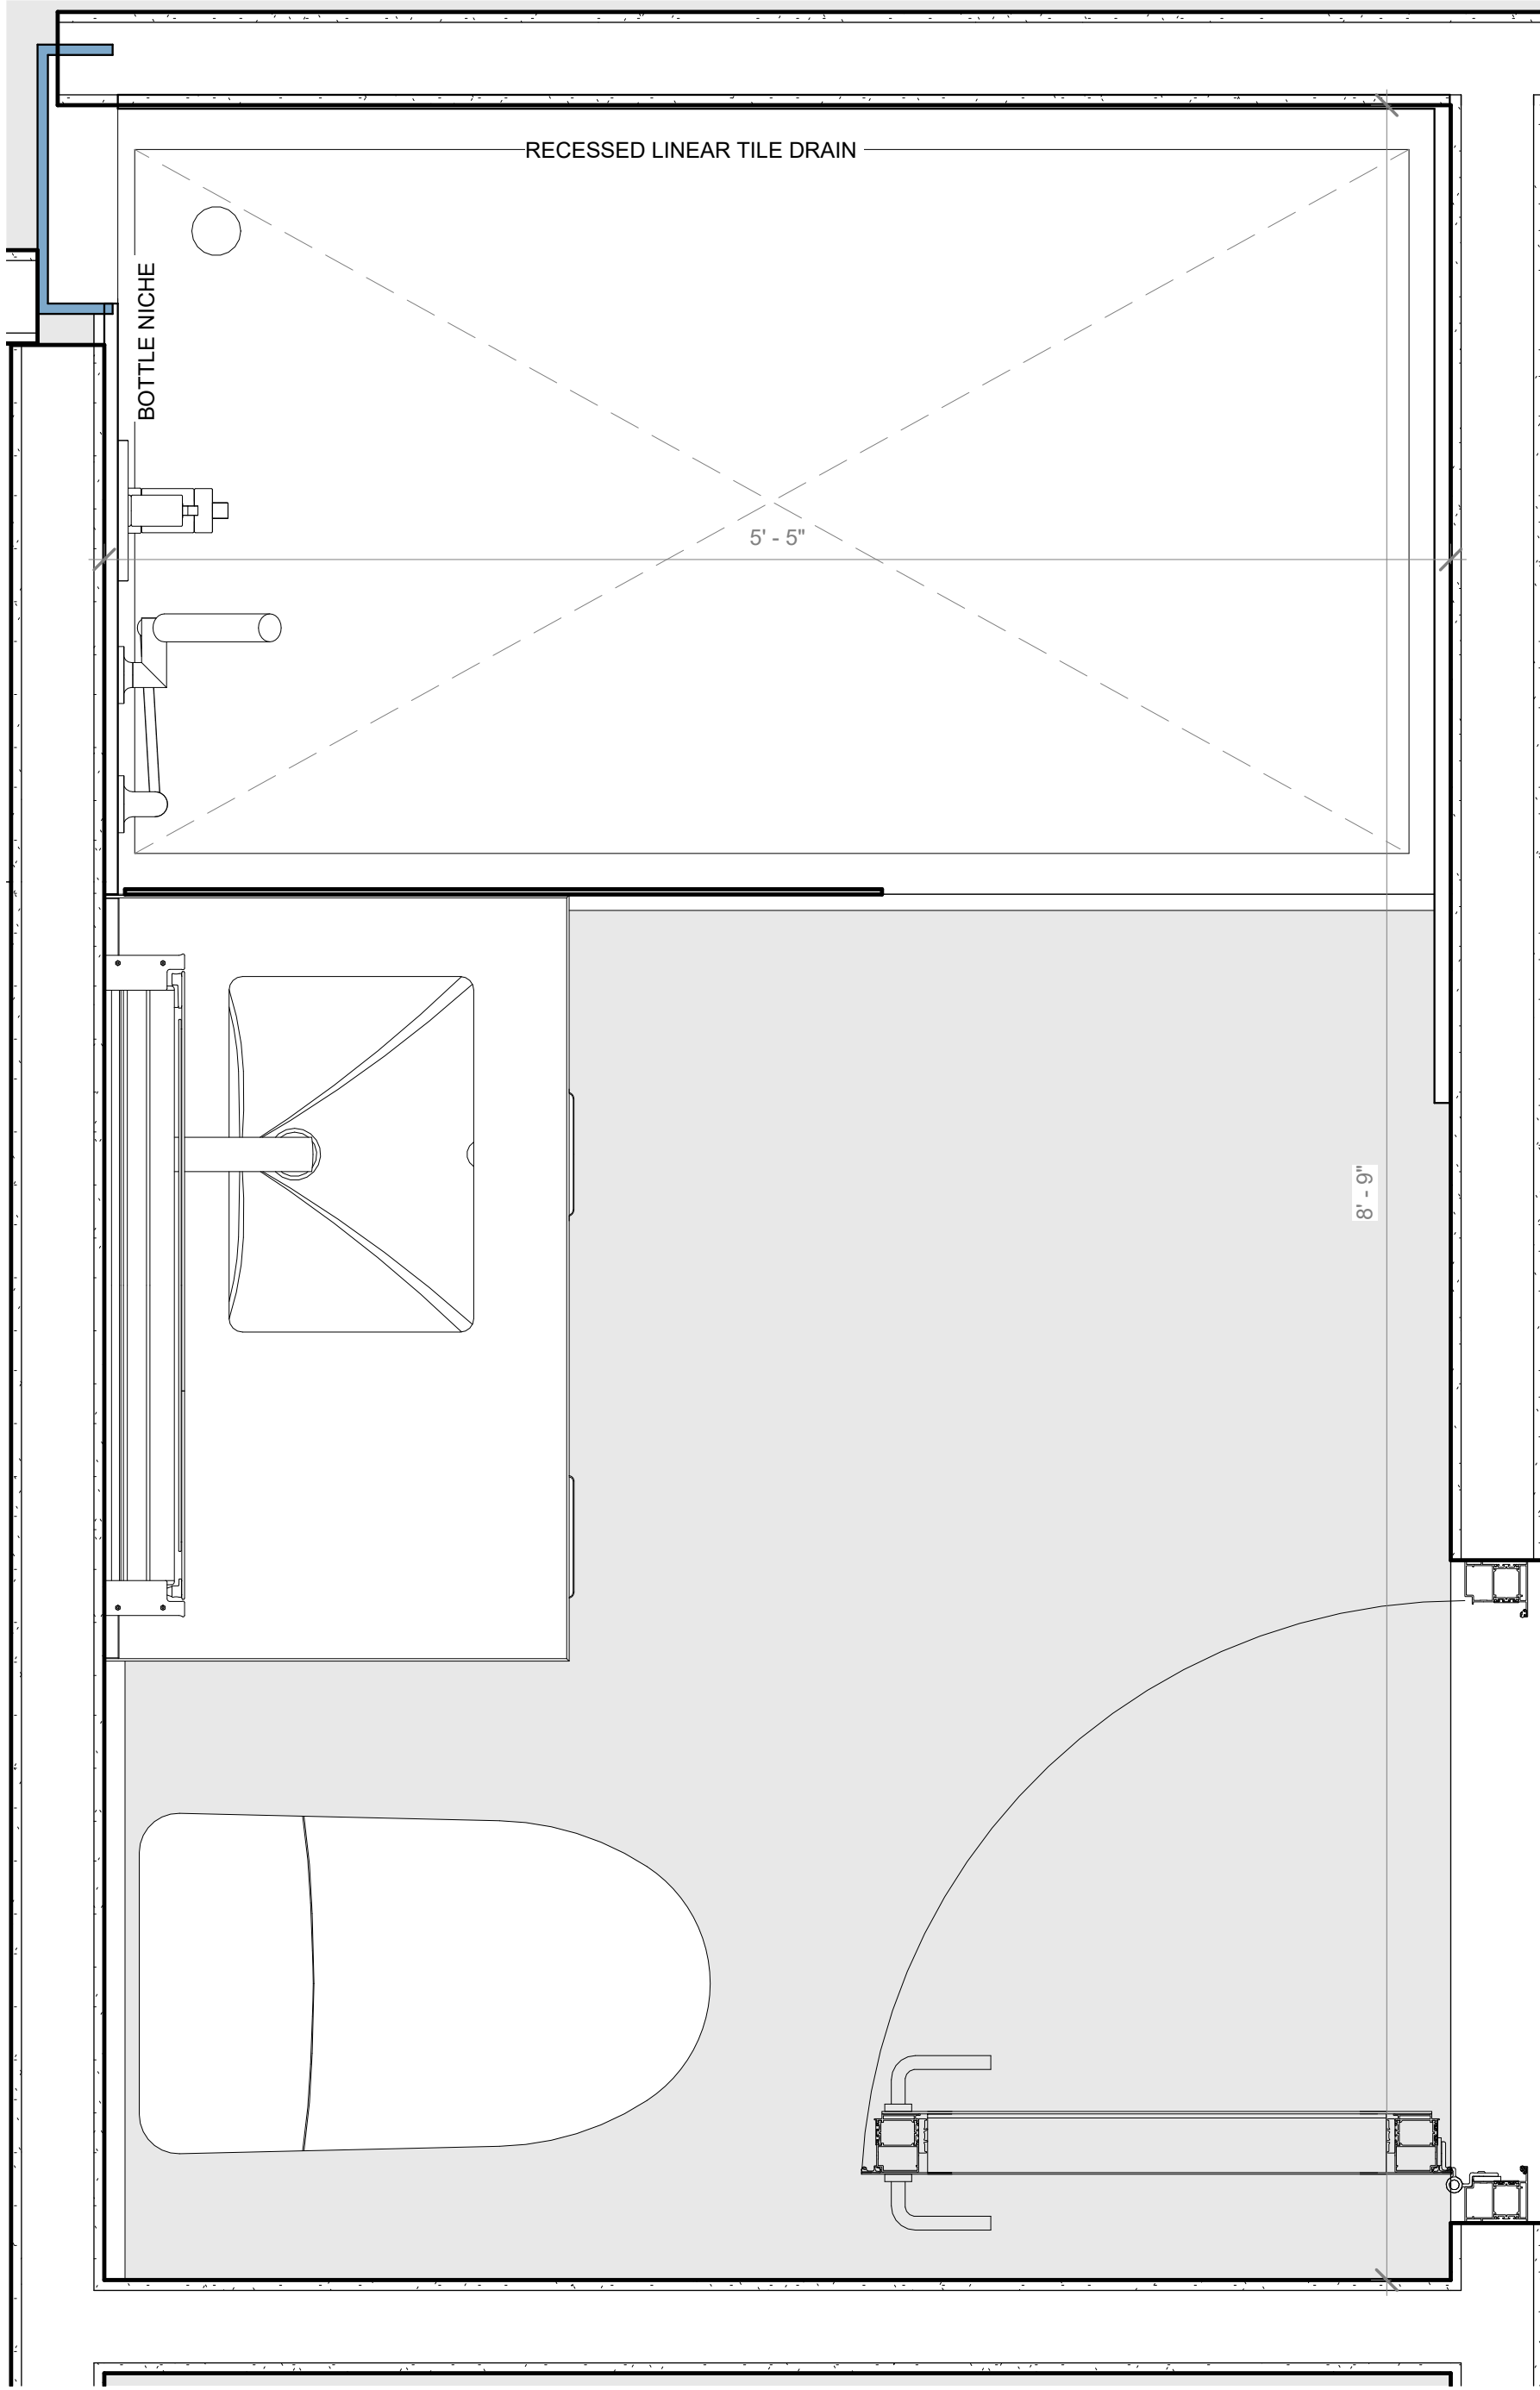 RECESSED LINEAR TILE DRAIN
BOTTLE NICHE
5' - 5"
8' - 9"